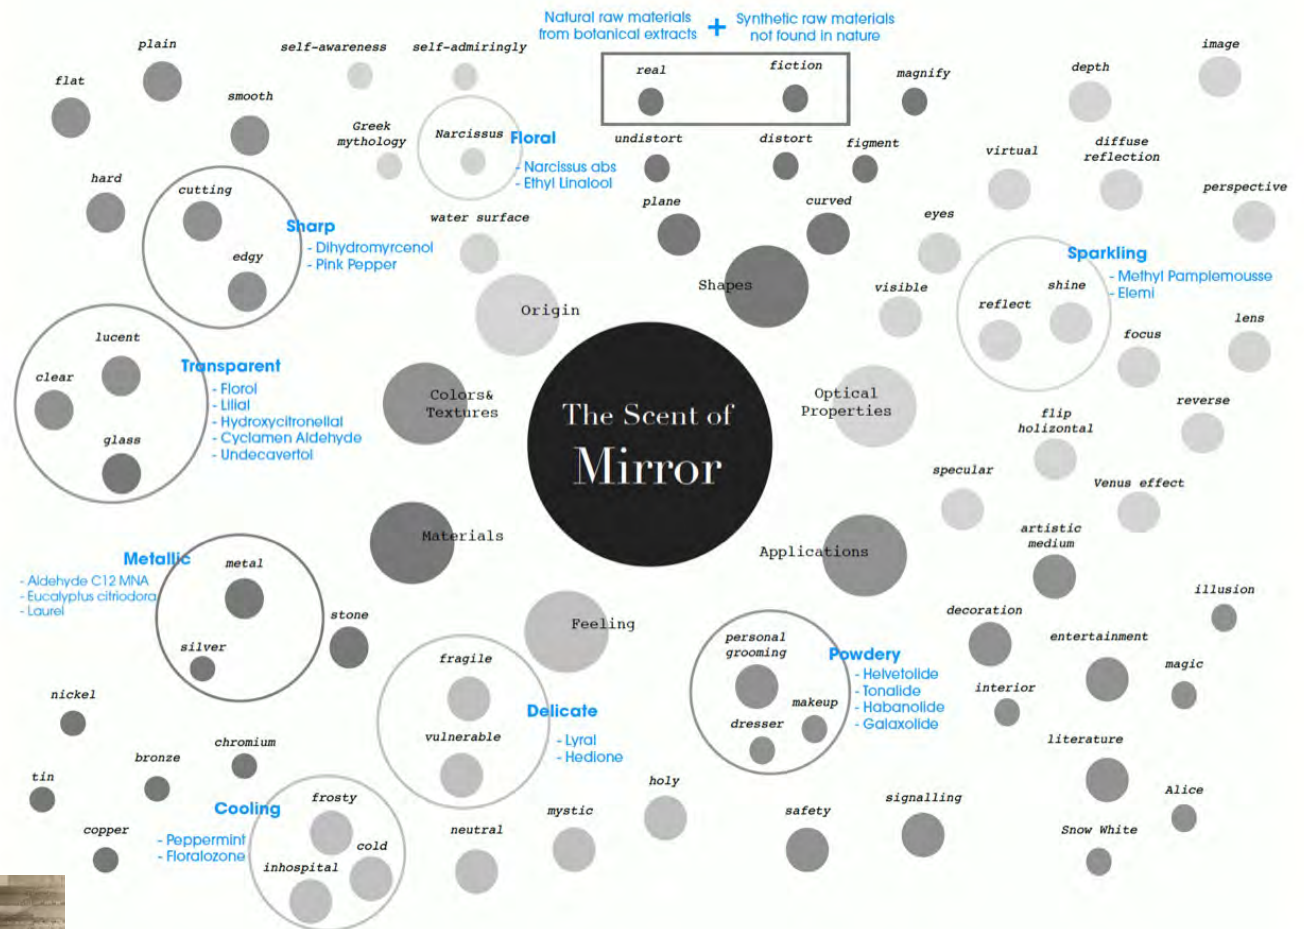 Natural raw materials
from botanical extracts
+
Synthetic raw materials
not found in nature
real
fiction
plain
self-awareness
self-admiringly
image
flat
smooth
magnify
depth
Greek
mythology
Narcissus
Floral
- Narcissus abs
- Ethyl Linalool
undistort
distort
figment
virtual
diffuse
reflection
hard
cutting
edgy
Sharp
- Dihydromyrcenol
- Pink Pepper
water surface
plane
curved
eyes
perspective
Origin
Shapes
visible
Sparkling
- Methyl Pamplemousse
- Elemi
reflect
shine
focus
lens
lucent
clear
glass
Transparent
- Florol
- Lilial
- Hydroxycitronellal
- Cyclamen Aldehyde
- Undecavertol
Colors&
Textures
The Scent of
Mirror
Optical
Properties
flip
holizontal
reverse
specular
Venus effect
Materials
Applications
artistic
medium
Metallic
- Aldehyde C12 MNA
- Eucalyptus citriodora
- Laurel
metal
silver
stone
Feeling
decoration
entertainment
illusion
fragile
vulnerable
Delicate
- Lyral
- Hedione
personal
grooming
makeup
dresser
Powdery
- Helvetolide
- Tonalide
- Habanolide
- Galaxolide
interior
magic
nickel
bronze
chromium
literature
tin
copper
Cooling
- Peppermint
- Floralozone
frosty
cold
inhospital
neutral
mystic
holy
safety
signalling
Alice
Snow White